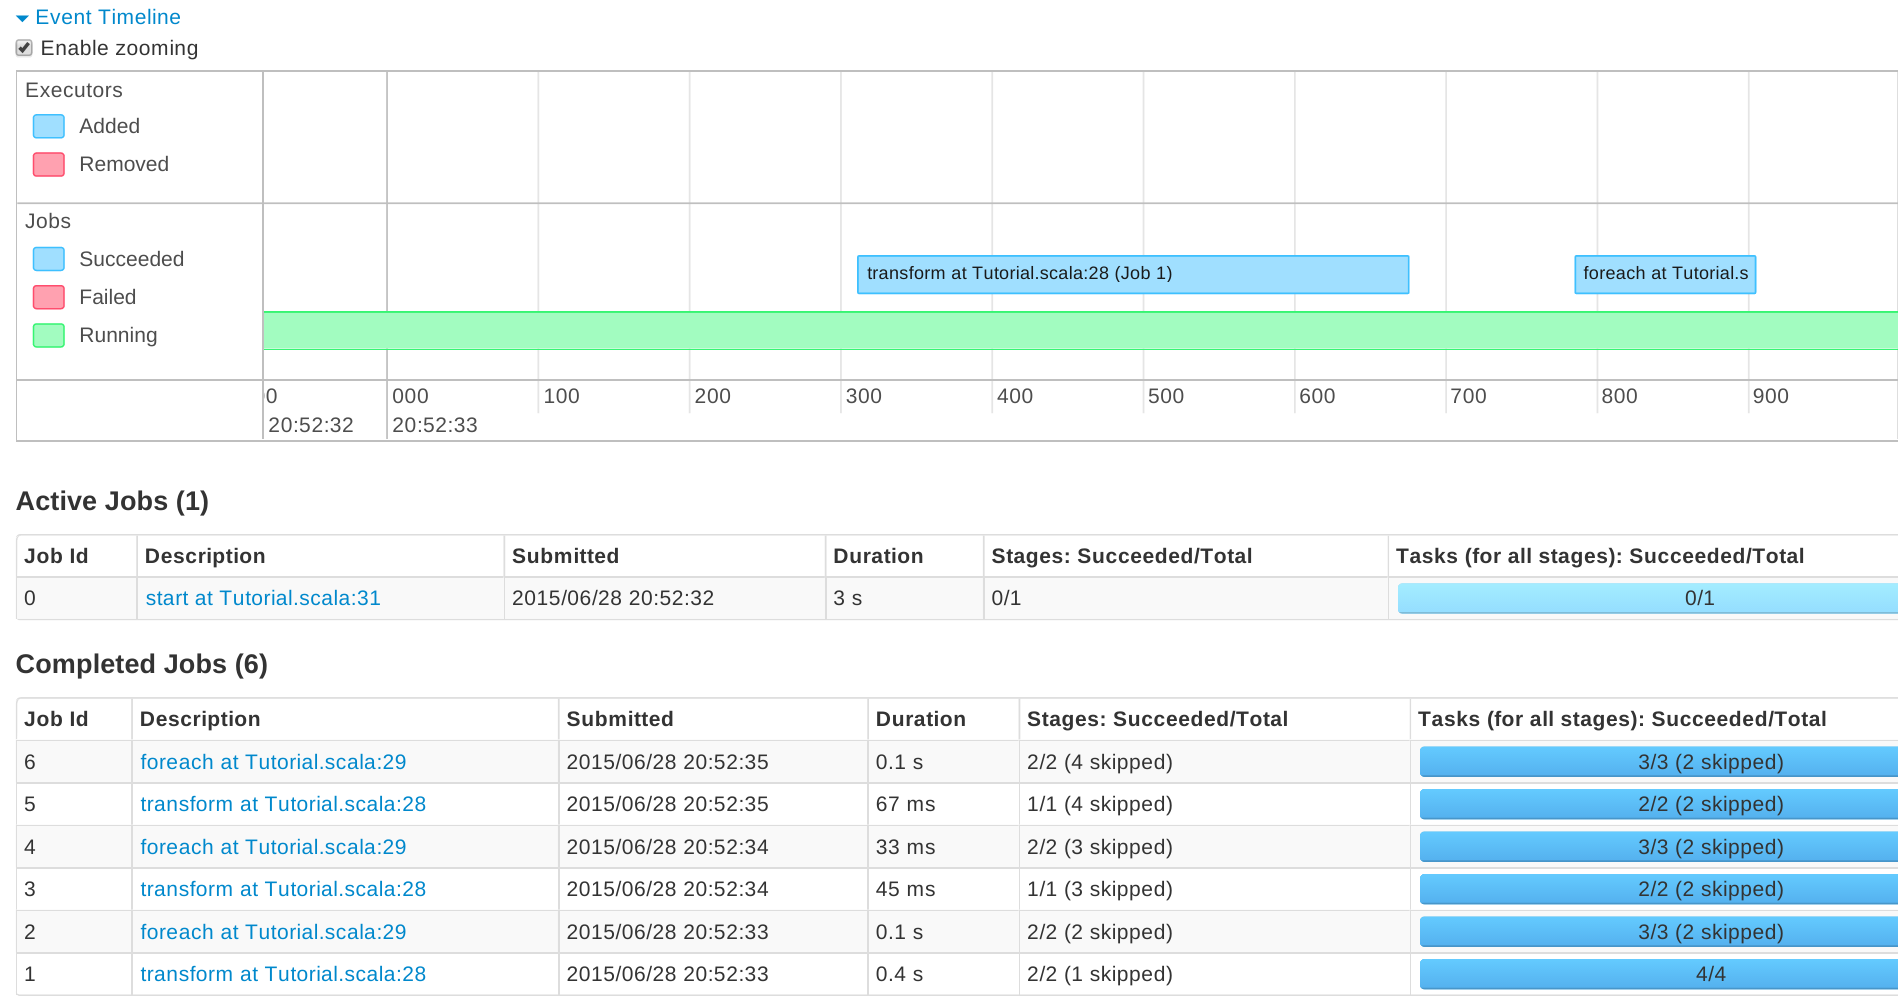 Event Timeline
Enable zooming
Executors
Added
Removed
Jobs
Succeeded
Failed
Running
transform at Tutorial.scala:28 (Job 1)
foreach at Tutorial.s
0 000 100 200 300 400 500 600 700 800 900
20:52:32 20:52:33
Active Jobs (1)
Job Id Description Submitted Duration Stages: Succeeded/Total Tasks (for all stages): Succeeded/Total
0 start at Tutorial.scala:31 2015/06/28 20:52:32 3 s 0/1 0/1
Completed Jobs (6)
Job Id Description Submitted Duration Stages: Succeeded/Total Tasks (for all stages): Succeeded/Total
6 foreach at Tutorial.scala:29 2015/06/28 20:52:35 0.1 s 2/2 (4 skipped) 3/3 (2 skipped)
5 transform at Tutorial.scala:28 2015/06/28 20:52:35 67 ms 1/1 (4 skipped) 2/2 (2 skipped)
4 foreach at Tutorial.scala:29 2015/06/28 20:52:34 33 ms 2/2 (3 skipped) 3/3 (2 skipped)
3 transform at Tutorial.scala:28 2015/06/28 20:52:34 45 ms 1/1 (3 skipped) 2/2 (2 skipped)
2 foreach at Tutorial.scala:29 2015/06/28 20:52:33 0.1 s 2/2 (2 skipped) 3/3 (2 skipped)
1 transform at Tutorial.scala:28 2015/06/28 20:52:33 0.4 s 2/2 (1 skipped) 4/4